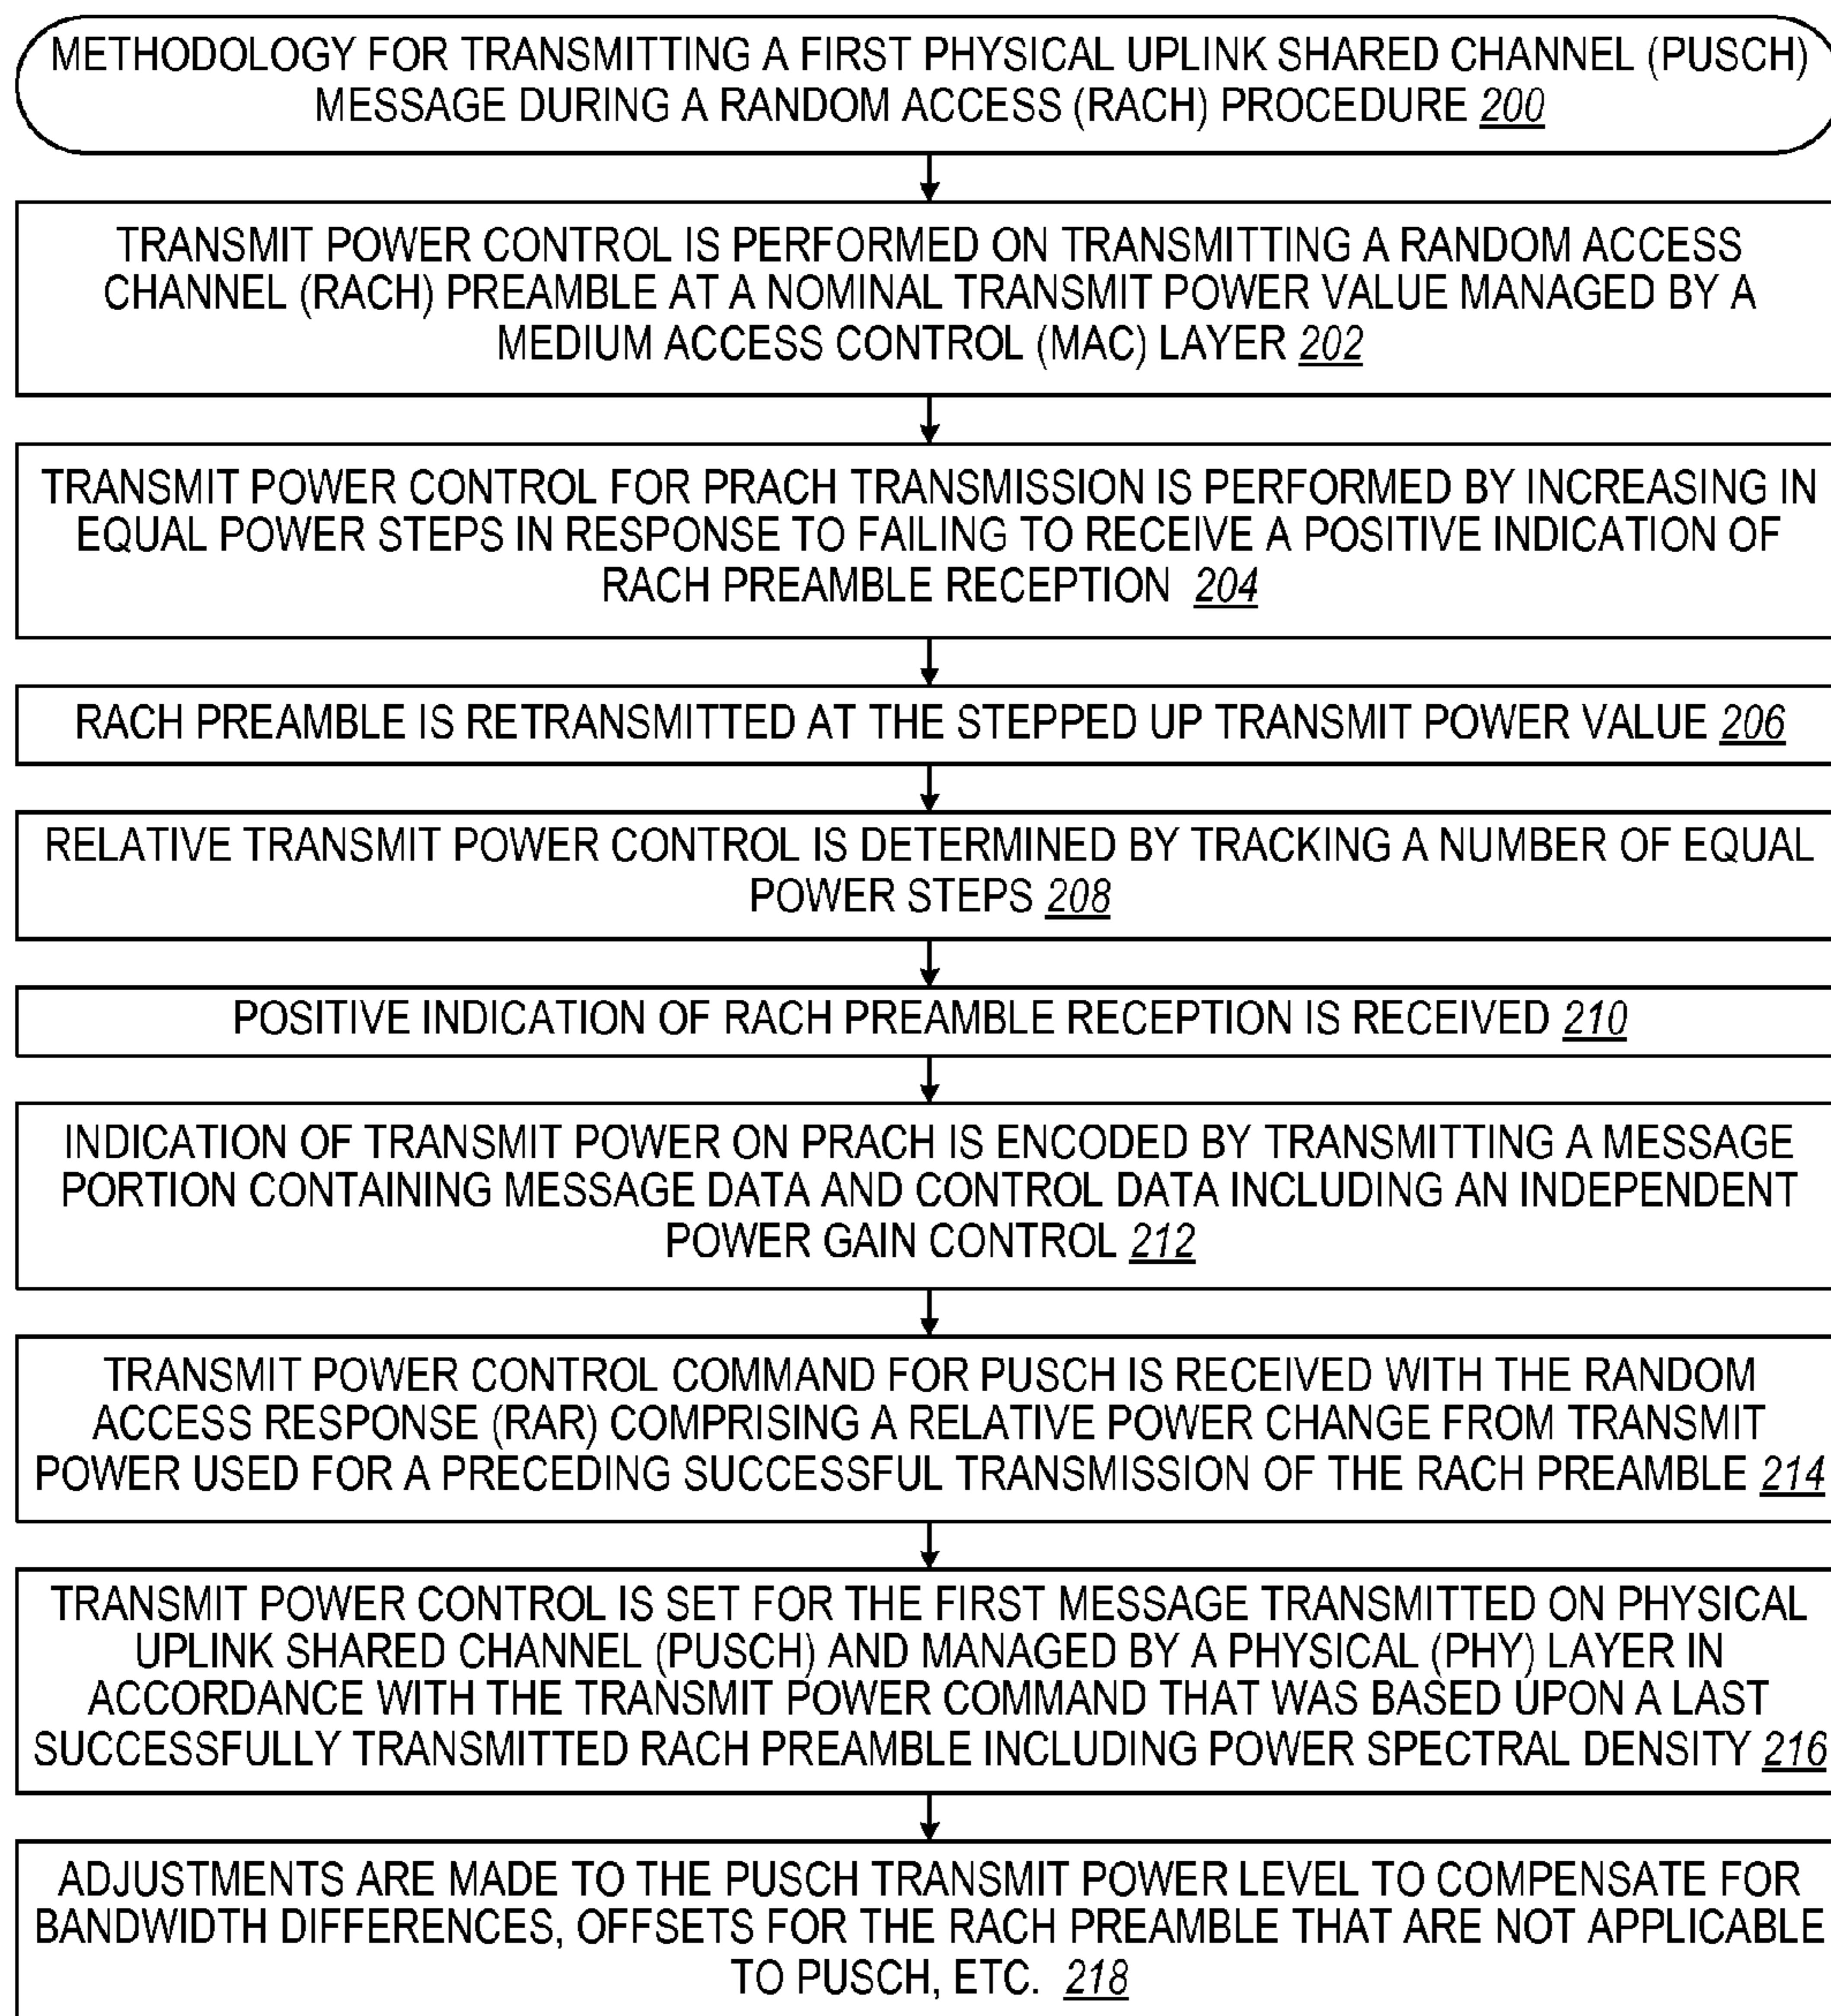 METHODOLOGY FOR TRANSMITTING A FIRST PHYSICAL UPLINK SHARED CHANNEL (PUSCH)
MESSAGE DURING A RANDOM ACCESS (RACH) PROCEDURE 200
TRANSMIT POWER CONTROL IS PERFORMED ON TRANSMITTING A RANDOM ACCESS
CHANNEL (RACH) PREAMBLE AT A NOMINAL TRANSMIT POWER VALUE MANAGED BY A
MEDIUM ACCESS CONTROL (MAC) LAYER 202
TRANSMIT POWER CONTROL FOR PRACH TRANSMISSION IS PERFORMED BY INCREASING IN
EQUAL POWER STEPS IN RESPONSE TO FAILING TO RECEIVE A POSITIVE INDICATION OF
RACH PREAMBLE RECEPTION 204
RACH PREAMBLE IS RETRANSMITTED AT THE STEPPED UP TRANSMIT POWER VALUE 206
RELATIVE TRANSMIT POWER CONTROL IS DETERMINED BY TRACKING A NUMBER OF EQUAL
POWER STEPS 208
POSITIVE INDICATION OF RACH PREAMBLE RECEPTION IS RECEIVED 210
INDICATION OF TRANSMIT POWER ON PRACH IS ENCODED BY TRANSMITTING A MESSAGE
PORTION CONTAINING MESSAGE DATA AND CONTROL DATA INCLUDING AN INDEPENDENT
POWER GAIN CONTROL 212
TRANSMIT POWER CONTROL COMMAND FOR PUSCH IS RECEIVED WITH THE RANDOM
ACCESS RESPONSE (RAR) COMPRISING A RELATIVE POWER CHANGE FROM TRANSMIT
POWER USED FOR A PRECEDING SUCCESSFUL TRANSMISSION OF THE RACH PREAMBLE 214
TRANSMIT POWER CONTROL IS SET FOR THE FIRST MESSAGE TRANSMITTED ON PHYSICAL
UPLINK SHARED CHANNEL (PUSCH) AND MANAGED BY A PHYSICAL (PHY) LAYER IN
ACCORDANCE WITH THE TRANSMIT POWER COMMAND THAT WAS BASED UPON A LAST
SUCCESSFULLY TRANSMITTED RACH PREAMBLE INCLUDING POWER SPECTRAL DENSITY 216
ADJUSTMENTS ARE MADE TO THE PUSCH TRANSMIT POWER LEVEL TO COMPENSATE FOR
BANDWIDTH DIFFERENCES, OFFSETS FOR THE RACH PREAMBLE THAT ARE NOT APPLICABLE
TO PUSCH, ETC. 218